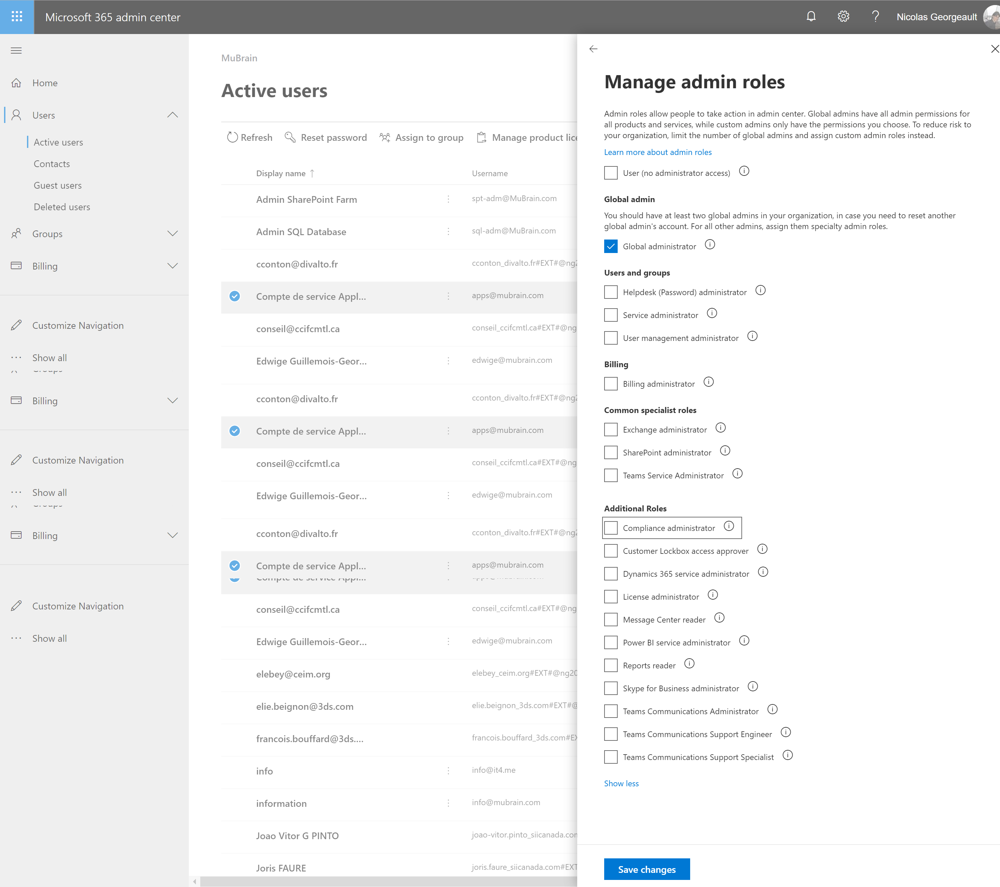 Microsoft 365 admin center
Nicolas Georgeault
Home
Users
Active users
Contacts
Guest users
Deleted users
Groups
Billing
Customize Navigation
Show all
Groups
Billing
Customize Navigation
Show all
Groups
Billing
Customize Navigation
Show all
MuBrain
Active users
Refresh Reset password Assign to group Manage product lice
Display name ↑ Username
Admin SharePoint Farm spt-adm@MuBrain.com
Admin SQL Database sql-adm@MuBrain.com
cconton@divalto.fr cconton_divalto.fr#EXT#@ng2
Compte de service Appl... apps@mubrain.com
conseil@ccifcmtl.ca conseil_ccifcmtl.ca#EXT#@ng
Edwige Guillemois-Geor... edwige@mubrain.com
cconton@divalto.fr cconton_divalto.fr#EXT#@ng2
Compte de service Appl... apps@mubrain.com
conseil@ccifcmtl.ca conseil_ccifcmtl.ca#EXT#@ng
Edwige Guillemois-Geor... edwige@mubrain.com
cconton@divalto.fr cconton_divalto.fr#EXT#@ng2
Compte de service Appl... apps@mubrain.com
Compte de service Appl... apps@mubrain.com
conseil@ccifcmtl.ca conseil_ccifcmtl.ca#EXT#@ng
Edwige Guillemois-Geor... edwige@mubrain.com
elebey@ceim.org elebey_ceim.org#EXT#@ng20
elie.beignon@3ds.com elie.beignon_3ds.com#EXT#@
francois.bouffard@3ds.... francois.bouffard_3ds.com#EX
info info@it4.me
information info@mubrain.com
Joao Vitor G PINTO joao-vitor.pinto_siicanada.com
Joris FAURE joris.faure_siicanada.com#EXT
Manage admin roles
Admin roles allow people to take action in admin center. Global admins have all admin permissions for
all products and services, while custom admins only have the permissions you choose. To reduce risk to
your organization, limit the number of global admins and assign custom admin roles instead.
Learn more about admin roles
User (no administrator access)
Global admin
You should have at least two global admins in your organization, in case you need to reset another
global admin's account. For all other admins, assign them specialty admin roles.
Global administrator
Users and groups
Helpdesk (Password) administrator
Service administrator
User management administrator
Billing
Billing administrator
Common specialist roles
Exchange administrator
SharePoint administrator
Teams Service Administrator
Additional Roles
Compliance administrator
Customer Lockbox access approver
Dynamics 365 service administrator
License administrator
Message Center reader
Power BI service administrator
Reports reader
Skype for Business administrator
Teams Communications Administrator
Teams Communications Support Engineer
Teams Communications Support Specialist
Show less
Save changes